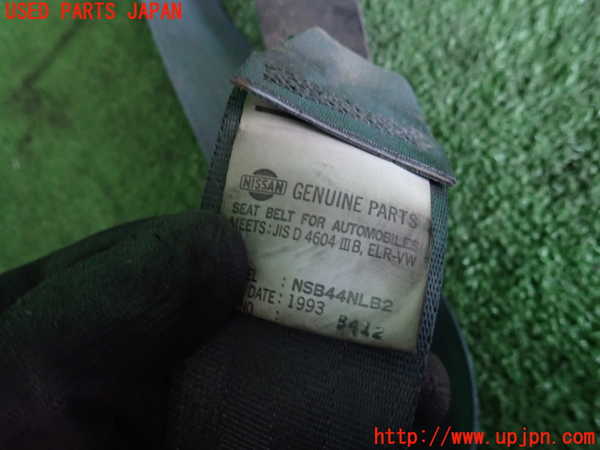 USED PARTS JAPAN
NISSAN GENUINE PARTS
SEAT BELT FOR AUTOMOBILES
MEETS: JIS D 4604 III B, ELR-VW
EL : NSB44NLB2
DATE: 1993
:
http://www.upjpn.com/